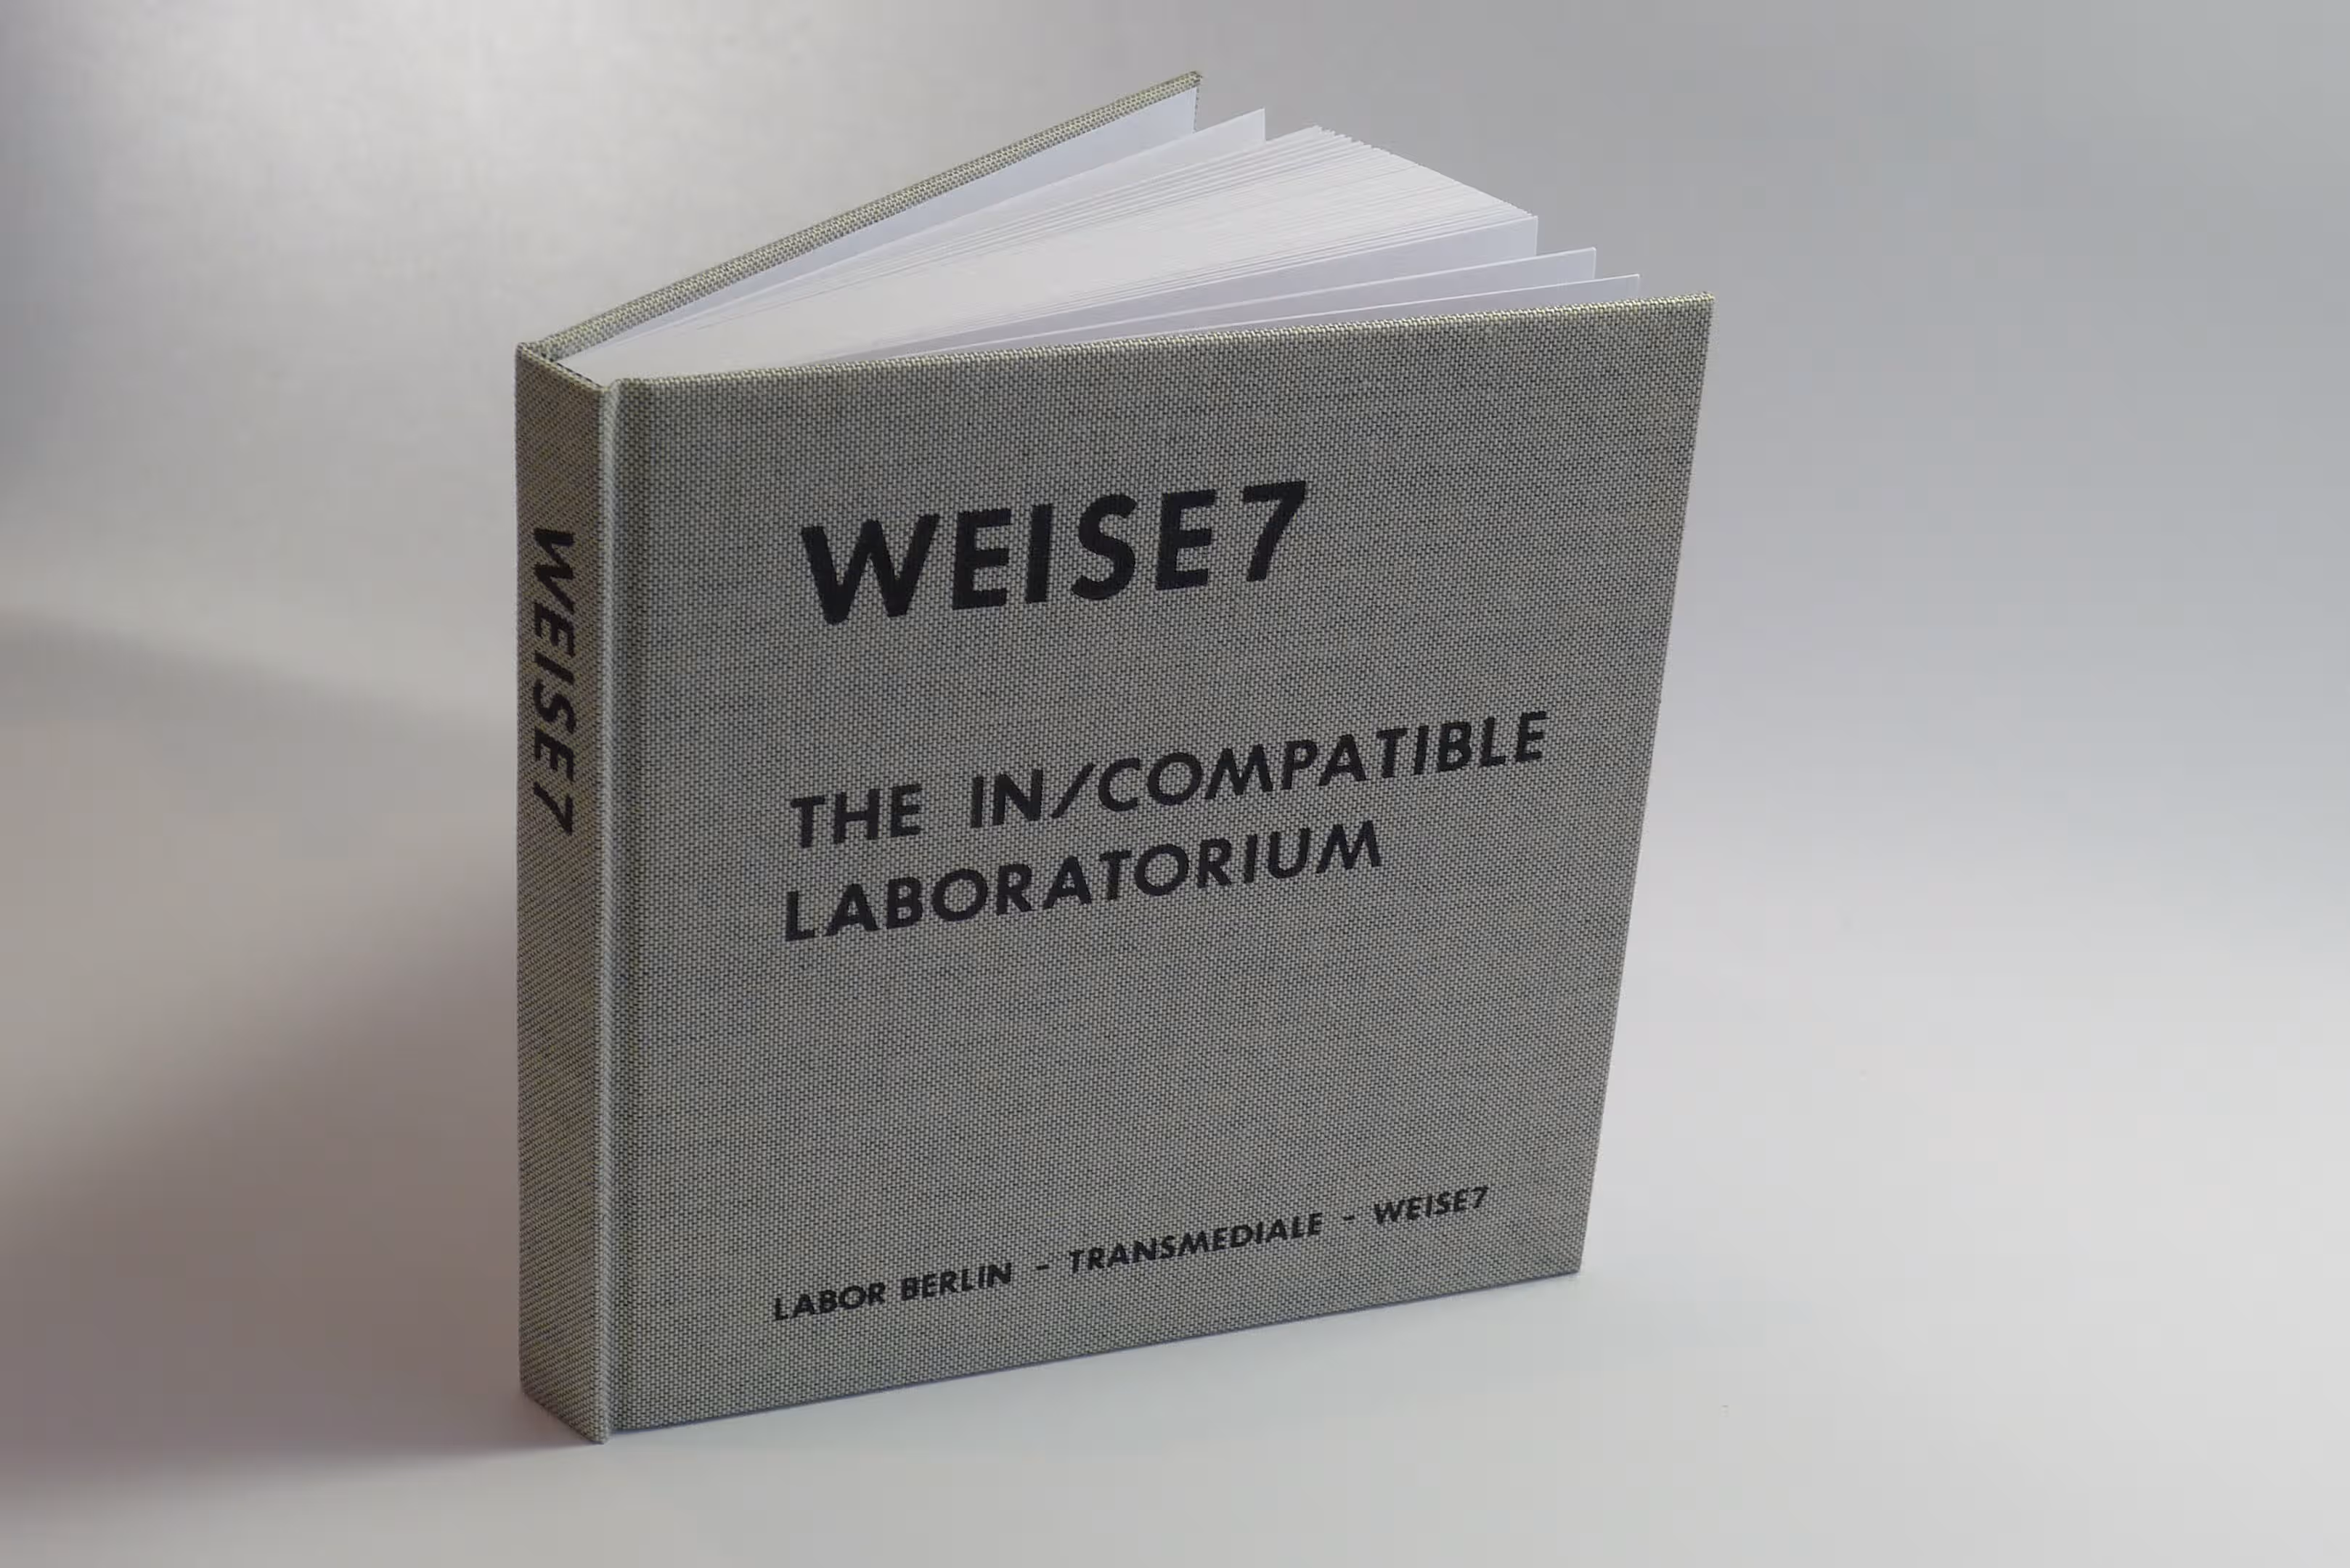 WEISE7
WEISE7
THE IN/COMPATIBLE
LABORATORIUM
LABOR BERLIN - TRANSMEDIALE - WEISE7